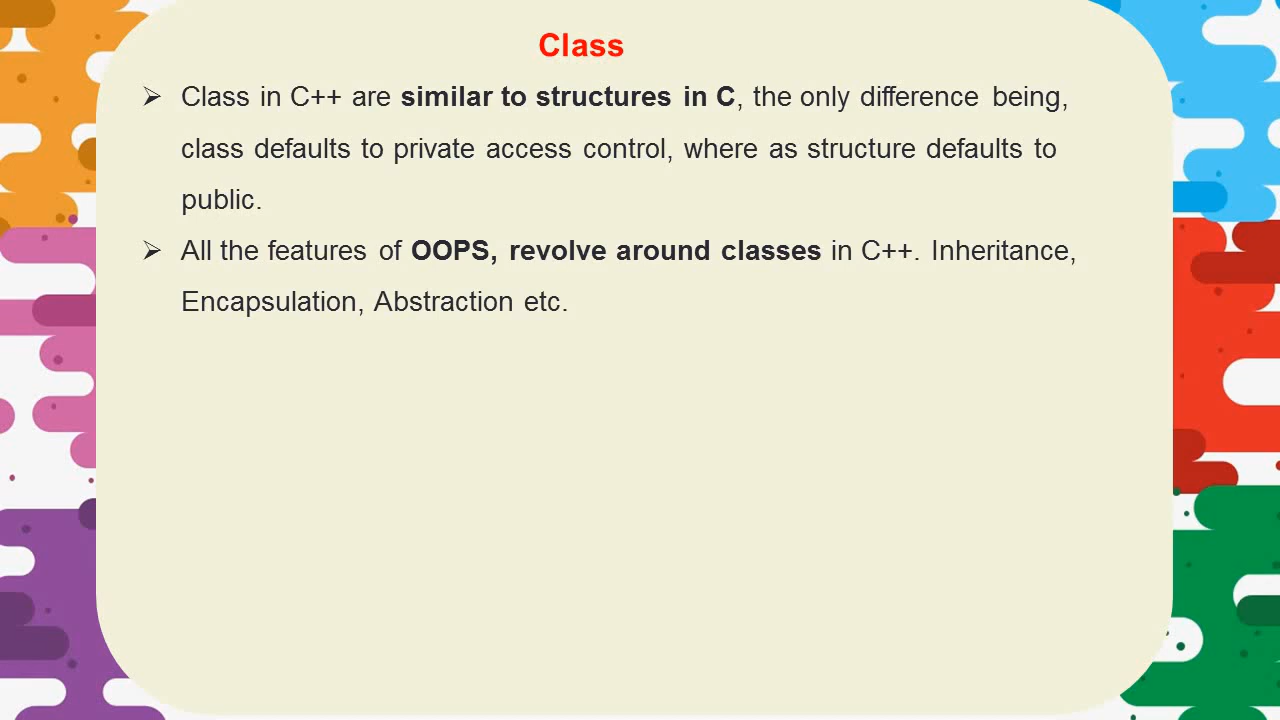 Class
➢ Class in C++ are similar to structures in C, the only difference being,
class defaults to private access control, where as structure defaults to
public.
➢ All the features of OOPS, revolve around classes in C++. Inheritance,
Encapsulation, Abstraction etc.